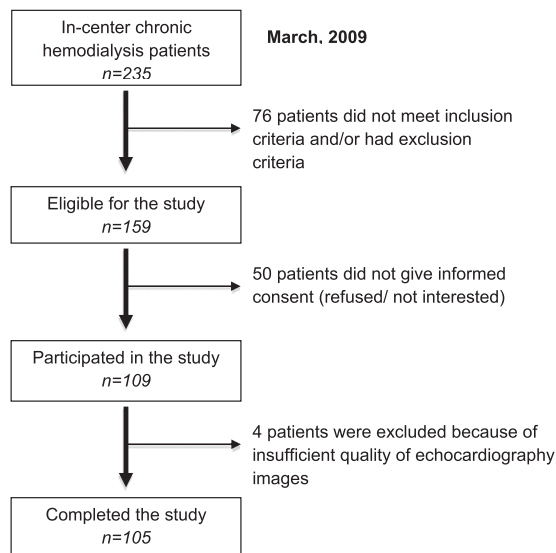 In-center chronic
hemodialysis patients
n=235
March, 2009
76 patients did not meet inclusion
criteria and/or had exclusion
criteria
Eligible for the study
n=159
50 patients did not give informed
consent (refused/ not interested)
Participated in the study
n=109
4 patients were excluded because of
insufficient quality of echocardiography
images
Completed the study
n=105